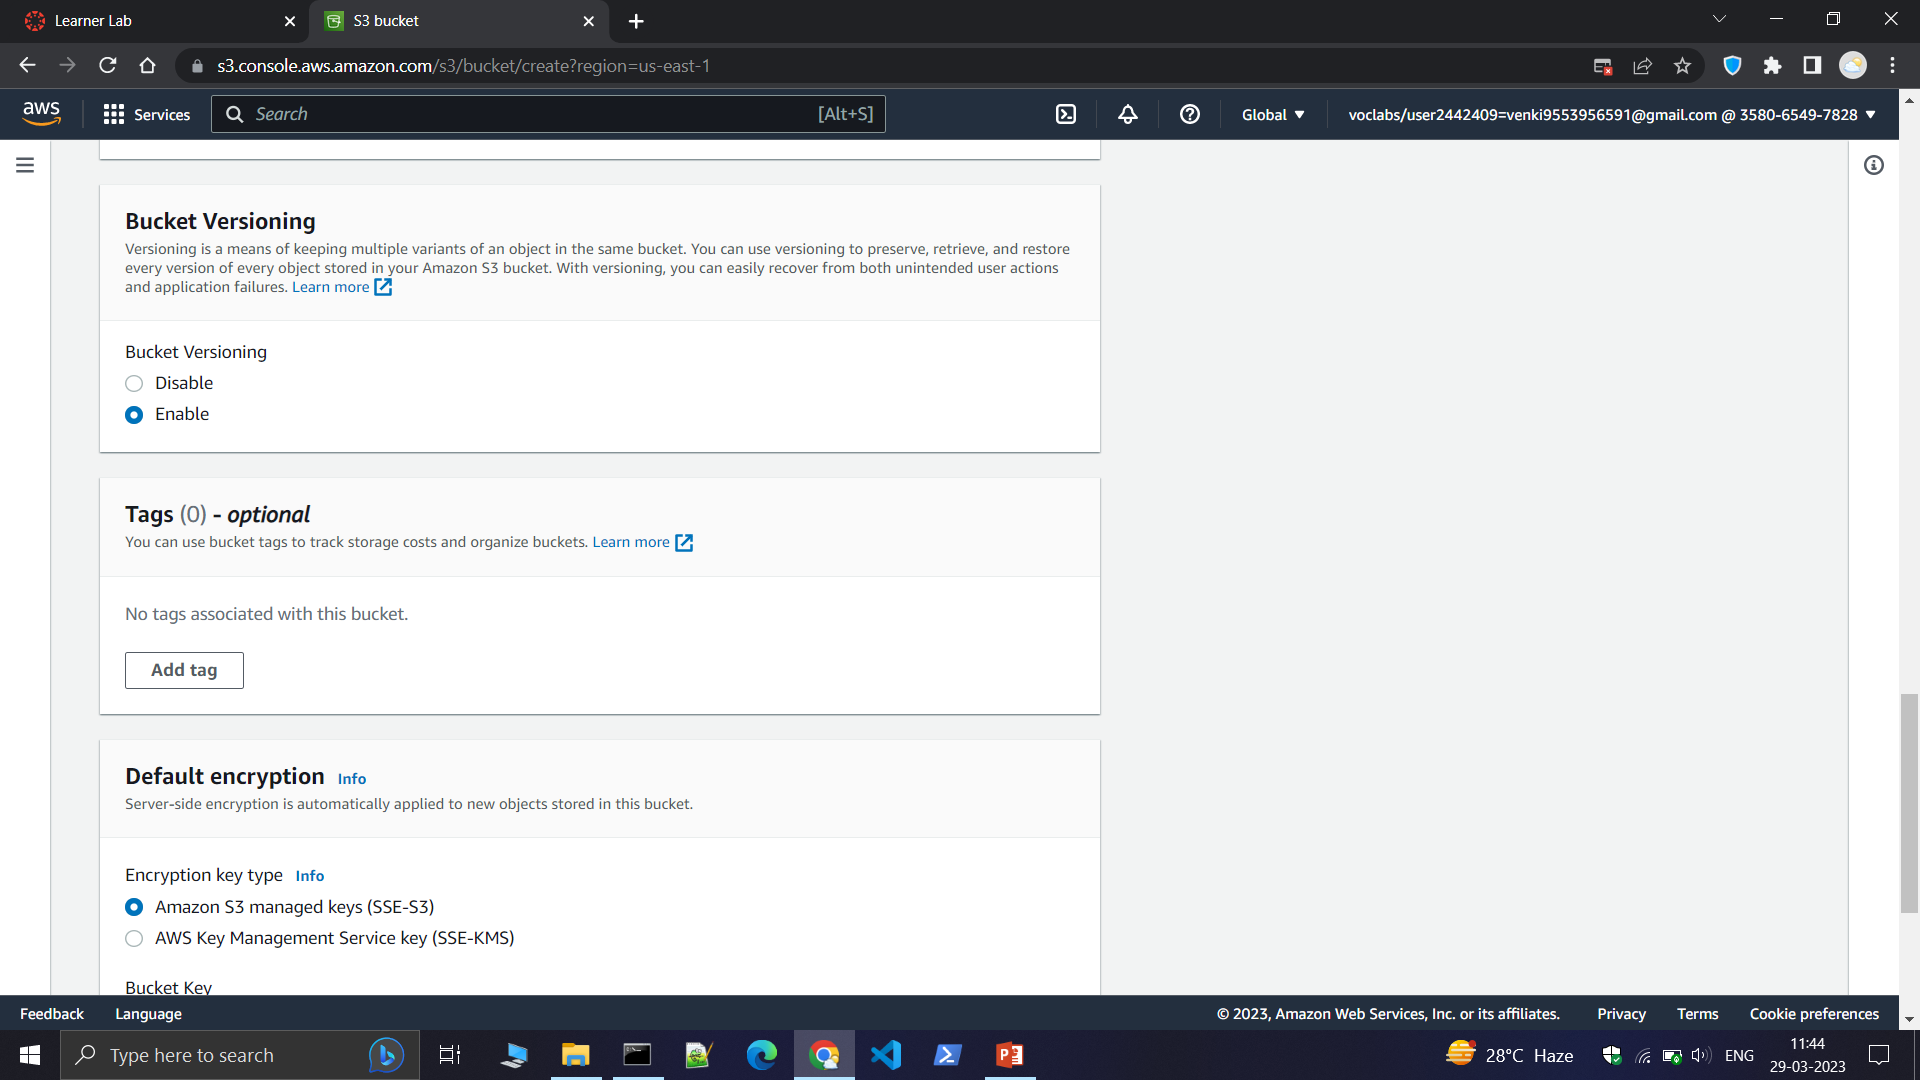 Learner Lab
S3 bucket
s3.console.aws.amazon.com/s3/bucket/create?region=us-east-1
aws
Services
Search
[Alt+S]
Global
voclabs/user2442409=venki9553956591@gmail.com @ 3580-6549-7828
Bucket Versioning
Versioning is a means of keeping multiple variants of an object in the same bucket. You can use versioning to preserve, retrieve, and restore
every version of every object stored in your Amazon S3 bucket. With versioning, you can easily recover from both unintended user actions
and application failures. Learn more
Bucket Versioning
Disable
Enable
Tags (0) - optional
You can use bucket tags to track storage costs and organize buckets. Learn more
No tags associated with this bucket.
Add tag
Default encryption Info
Server-side encryption is automatically applied to new objects stored in this bucket.
Encryption key type Info
Amazon S3 managed keys (SSE-S3)
AWS Key Management Service key (SSE-KMS)
Bucket Key
Feedback
Language
© 2023, Amazon Web Services, Inc. or its affiliates.
Privacy
Terms
Cookie preferences
Type here to search
28°C Haze
ENG
11:44
29-03-2023